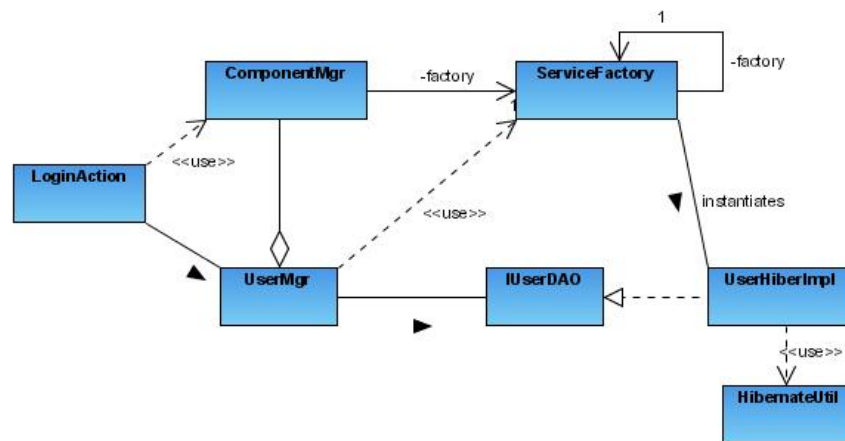 1
ComponentMgr
-factory
ServiceFactory
-factory
1
<<use>>
LoginAction
<<use>>
instantiates
UserMgr
IUserDAO
UserHiberImpl
<<use>>
HibernateUtil